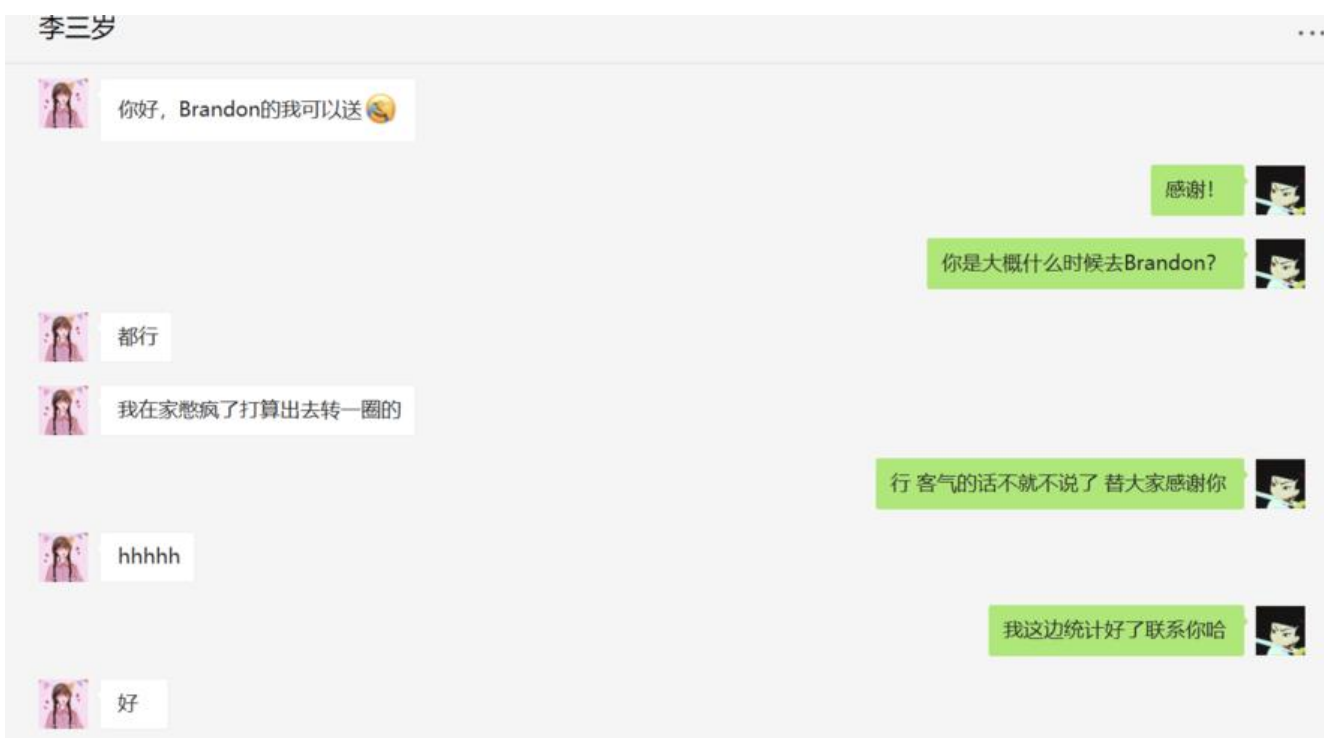 李三岁
你好，Brandon的我可以送
感谢！
你是大概什么时候去Brandon？
都行
我在家憋疯了打算出去转一圈的
行 客气的话不就不说了 替大家感谢你
hhhhh
我这边统计好了联系你哈
好